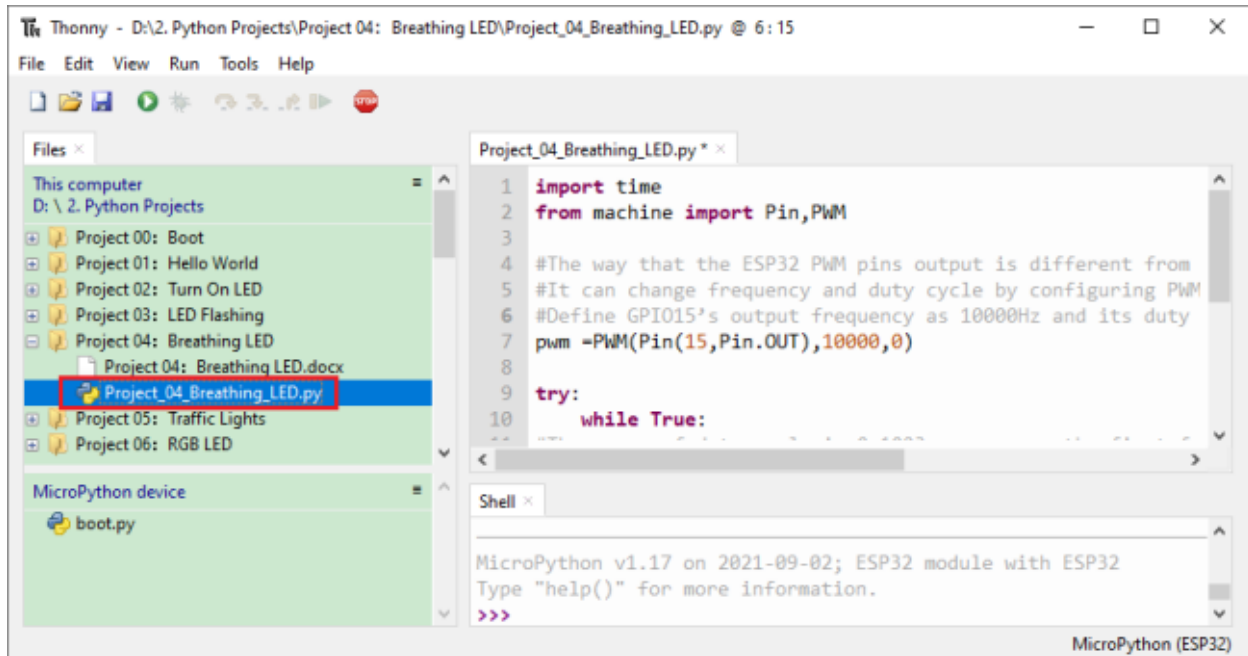 Thonny - D:\2. Python Projects\Project 04： Breathing LED\Project_04_Breathing_LED.py @ 6 : 15
File Edit View Run Tools Help
STOP
Files
This computer
D: \ 2. Python Projects
Project 00： Boot
Project 01： Hello World
Project 02： Turn On LED
Project 03： LED Flashing
Project 04： Breathing LED
Project 04： Breathing LED.docx
Project_04_Breathing_LED.py
Project 05： Traffic Lights
Project 06： RGB LED
MicroPython device
boot.py
Project_04_Breathing_LED.py *
1 import time
2 from machine import Pin,PWM
3
4 #The way that the ESP32 PWM pins output is different from
5 #It can change frequency and duty cycle by configuring PWM
6 #Define GPIO15’s output frequency as 10000Hz and its duty
7 pwm =PWM(Pin(15,Pin.OUT),10000,0)
8
9 try:
10 while True:
Shell
MicroPython v1.17 on 2021-09-02; ESP32 module with ESP32
Type "help()" for more information.
>>>
MicroPython (ESP32)